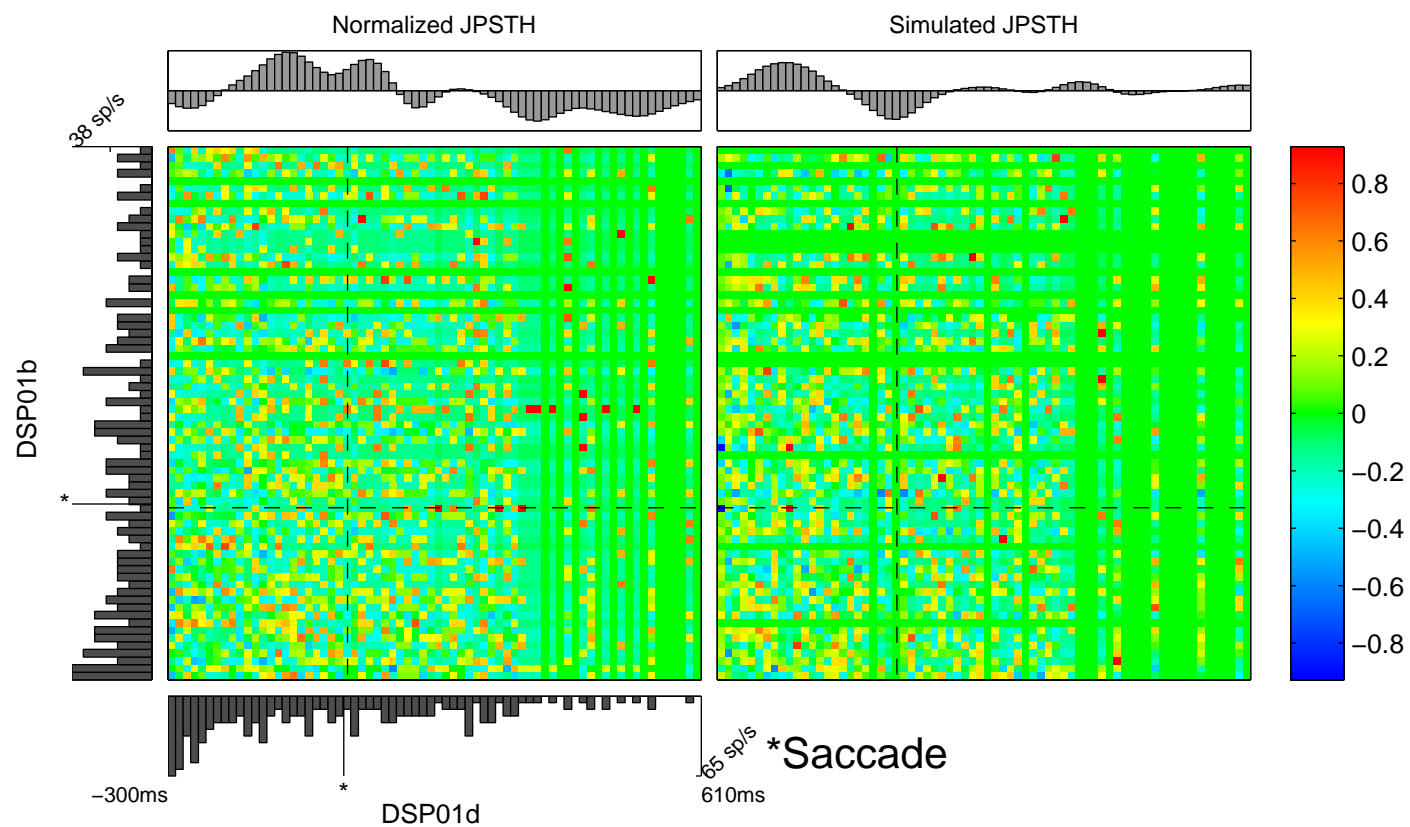 Normalized JPSTH
Simulated JPSTH
38 sp/s
DSP01b
*
0.8
0.6
0.4
0.2
0
−0.2
−0.4
−0.6
−0.8
65 sp/s
*Saccade
−300ms
*
610ms
DSP01d